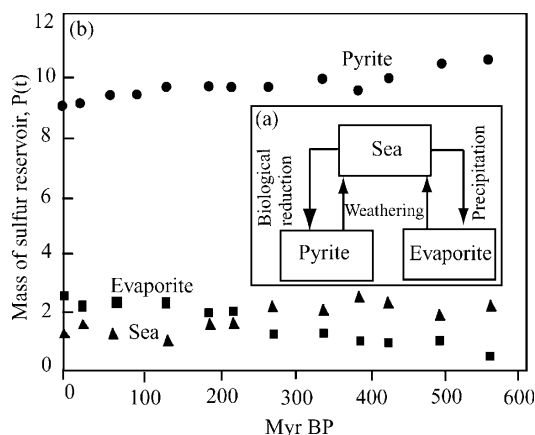 12
(b)
Pyrite
10
8
6
4
2
0
Mass of sulfur reservoir, P(t)
(a)
Sea
Biological
reduction
Weathering
Precipitation
Pyrite
Evaporite
Evaporite
Sea
0
100
200
300
400
500
600
Myr BP